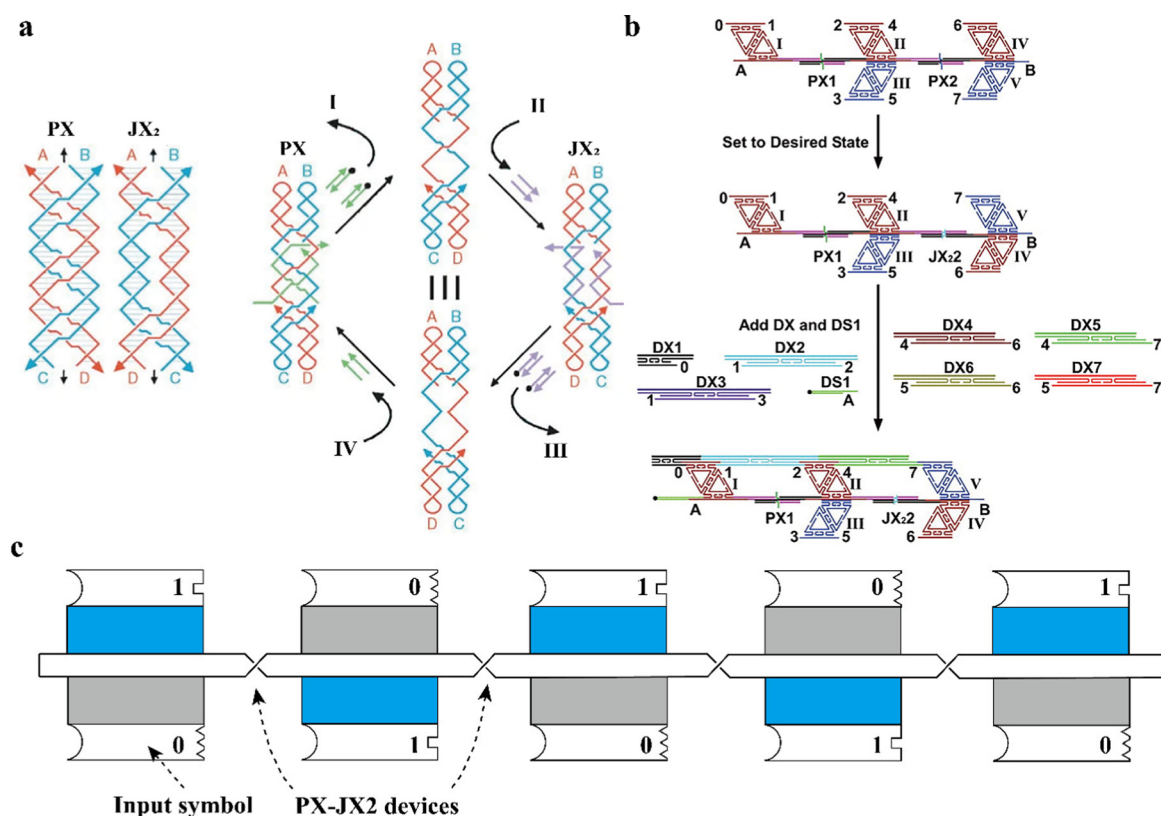 a
PX JX₂
A B A B
C D C D
I
II
III
IV
PX
A B
C D
A B
C D
A B
D C
JX₂
A B
D C
b
0 1 2 4 6
I II IV
A B
PX1 PX2
III V
3 5 7
Set to Desired State
0 1 2 4 7
I II V
A B
PX1 JX₂2
III IV
3 5 6
Add DX and DS1
DX1
0
DX2
1 2
DX3
1 3
DS1
A
DX4
4 6
DX5
4 7
DX6
5 6
DX7
5 7
0 1 2 4 7
I II V
A B
PX1 JX₂2
III IV
3 5 6
c
1 0 1 0 1
0 1 0 1 0
Input symbol PX-JX2 devices